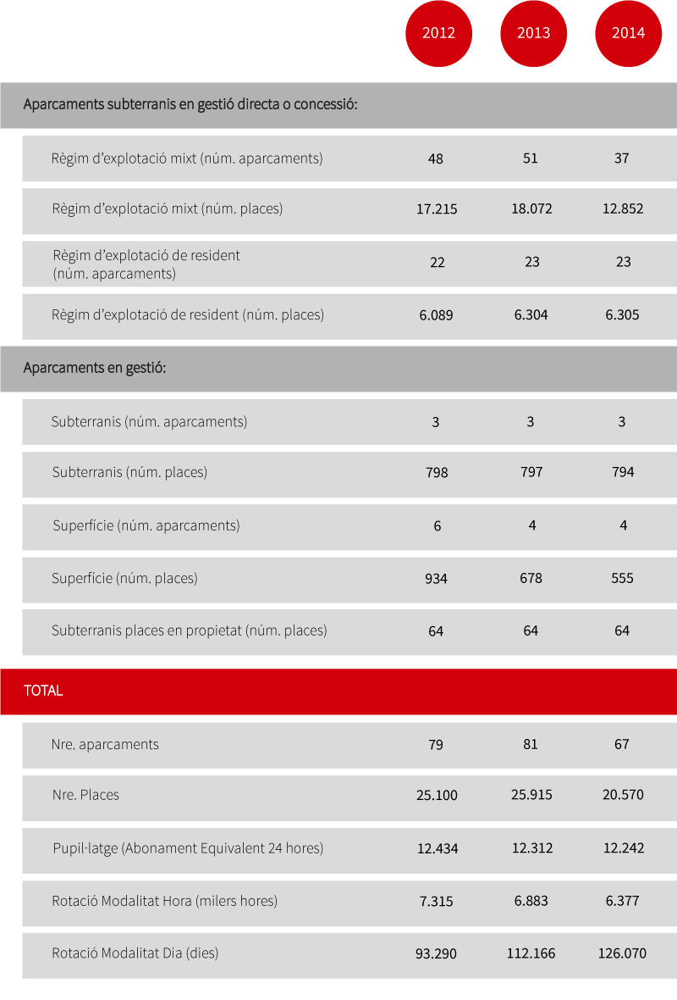 2012 2013 2014
Aparcaments subterranis en gestió directa o concessió:
Règim d’explotació mixt (núm. aparcaments) 48 51 37
Règim d’explotació mixt (núm. places) 17.215 18.072 12.852
Règim d’explotació de resident
(núm. aparcaments) 22 23 23
Règim d’explotació de resident (núm. places) 6.089 6.304 6.305
Aparcaments en gestió:
Subterranis (núm. aparcaments) 3 3 3
Subterranis (núm. places) 798 797 794
Superfície (núm. aparcaments) 6 4 4
Superfície (núm. places) 934 678 555
Subterranis places en propietat (núm. places) 64 64 64
TOTAL
Nre. aparcaments 79 81 67
Nre. Places 25.100 25.915 20.570
Pupil·latge (Abonament Equivalent 24 hores) 12.434 12.312 12.242
Rotació Modalitat Hora (milers hores) 7.315 6.883 6.377
Rotació Modalitat Dia (dies) 93.290 112.166 126.070